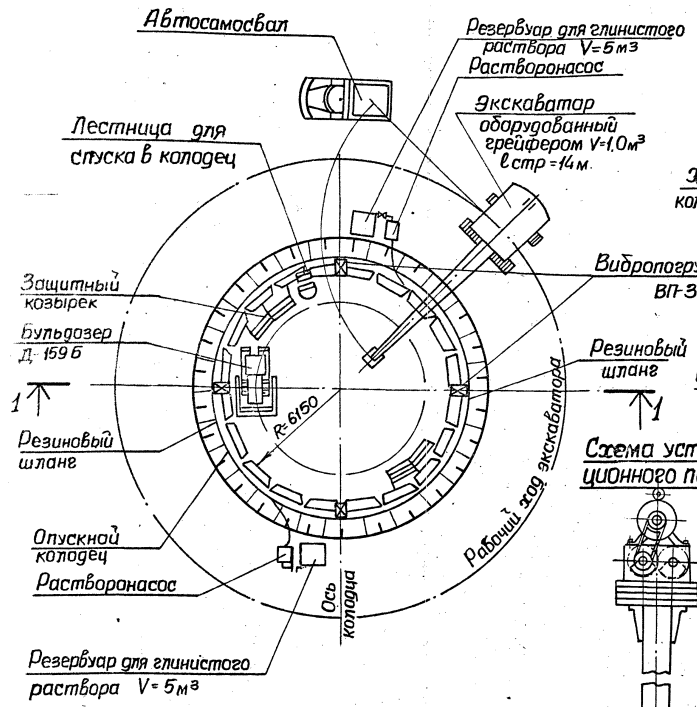 Автосамосвал
Резервуар для глинистого
раствора V=5м³
Растворонасос
Экскаватар
оборудованный
грейфером V=1,0м³
ℓстр=14м.
Лестница для
спуска в колодец
Защитный
козырек
Бульдозер
Д-159Б
Вибропогру
ВП-3
Резиновый
шланг
1
1
R=6150
Резиновый
шланг
Рабочий ход экскаватора
Схема уст
ционного п
Опускной
колодец
Растворонасос
Ось
колодца
Резервуар для глинистого
раствора V=5м³